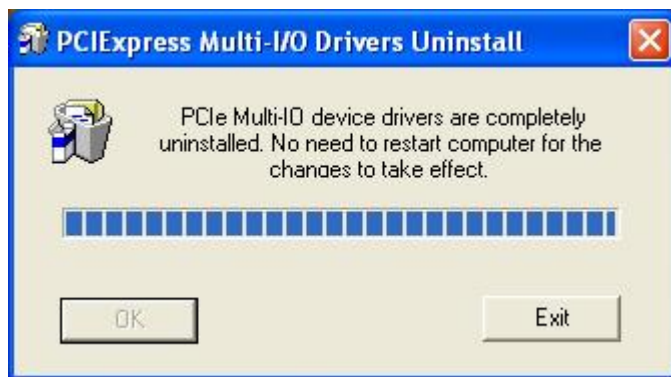 PCIExpress Multi-I/O Drivers Uninstall
PCIe Multi-IO device drivers are completely
uninstalled. No need to restart computer for the
changes to take effect.
OK
Exit